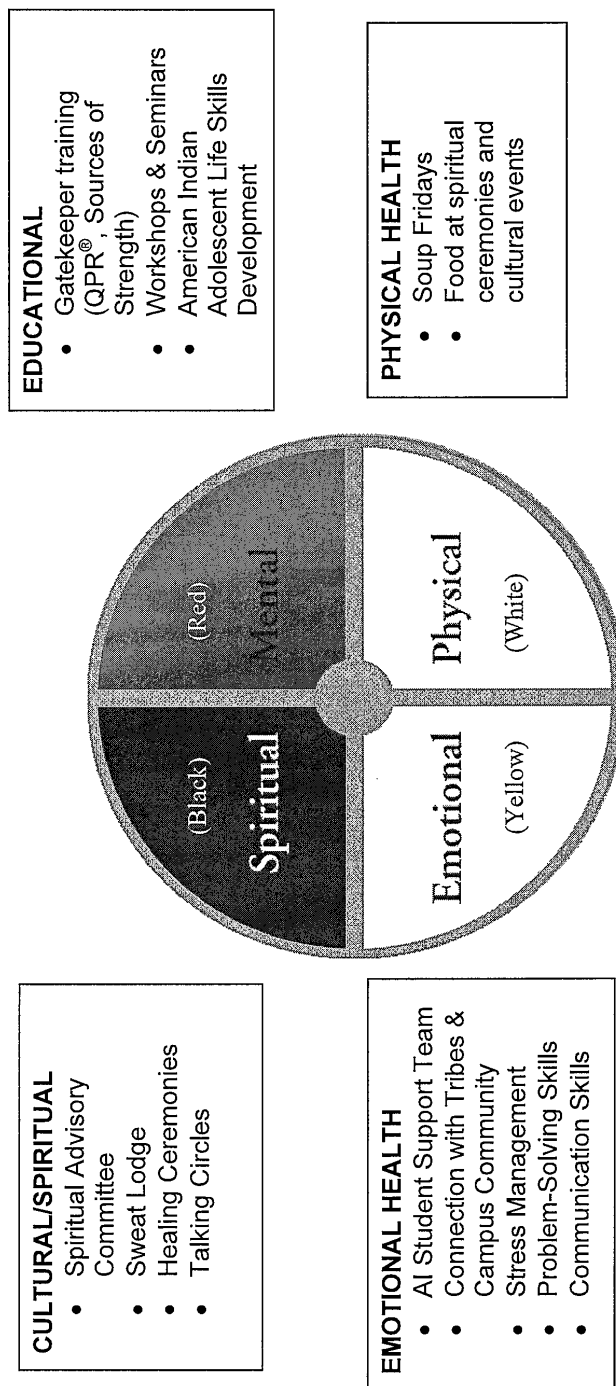 CULTURAL/SPIRITUAL
• Spiritual Advisory
Committee
• Sweat Lodge
• Healing Ceremonies
• Talking Circles
EDUCATIONAL
• Gatekeeper training
(QPR®, Sources of
Strength)
• Workshops & Seminars
• American Indian
Adolescent Life Skills
Development
(Black)
Spiritual
(Red)
Mental
Emotional
(Yellow)
Physical
(White)
EMOTIONAL HEALTH
• AI Student Support Team
• Connection with Tribes &
Campus Community
• Stress Management
• Problem-Solving Skills
• Communication Skills
PHYSICAL HEALTH
• Soup Fridays
• Food at spiritual
ceremonies and
cultural events